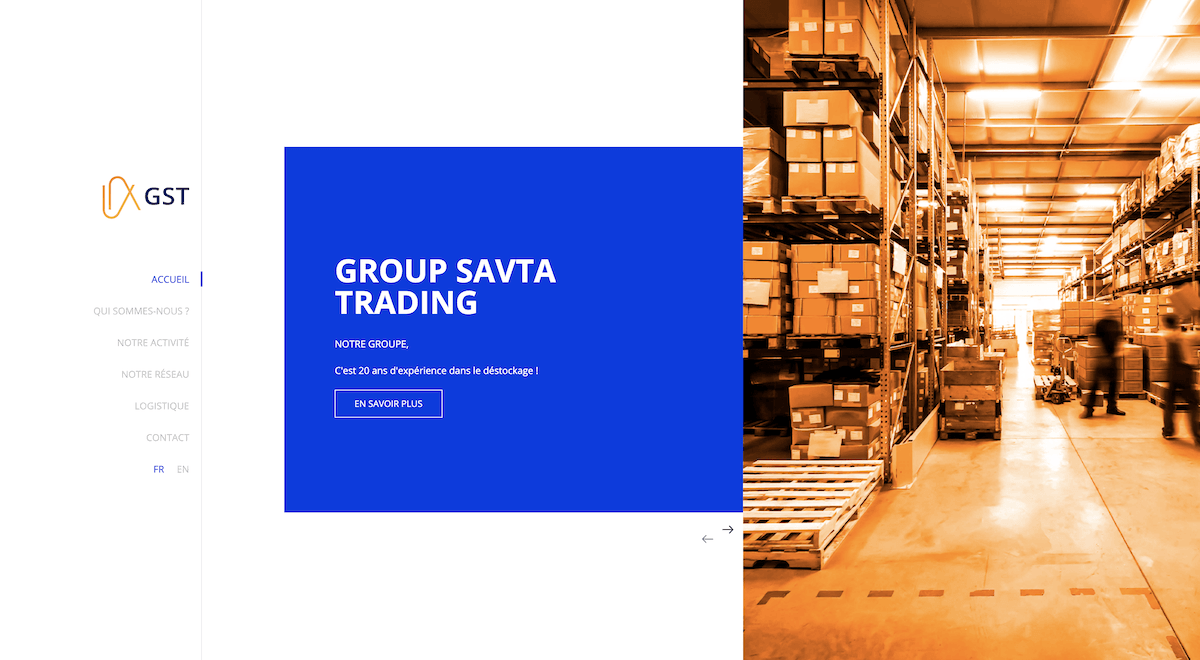 GST
ACCUEIL
QUI SOMMES-NOUS ?
NOTRE ACTIVITÉ
NOTRE RÉSEAU
LOGISTIQUE
CONTACT
FR EN
GROUP SAVTA
TRADING
NOTRE GROUPE,
C'est 20 ans d'expérience dans le déstockage !
EN SAVOIR PLUS